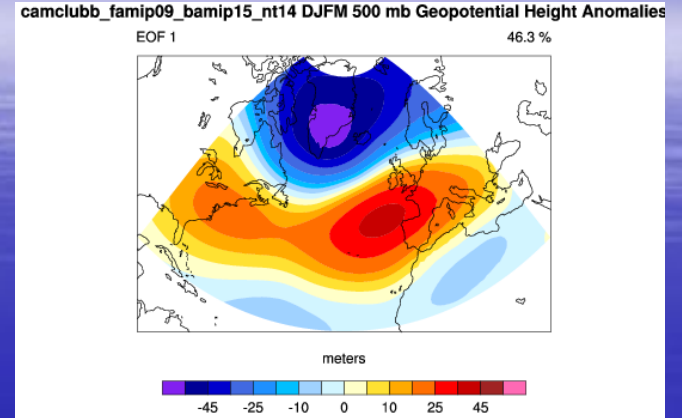 camclubb_famip09_bamip15_nt14 DJFM 500 mb Geopotential Height Anomalies
EOF 1 46.3 %
meters
-45 -25 -10 0 10 25 45